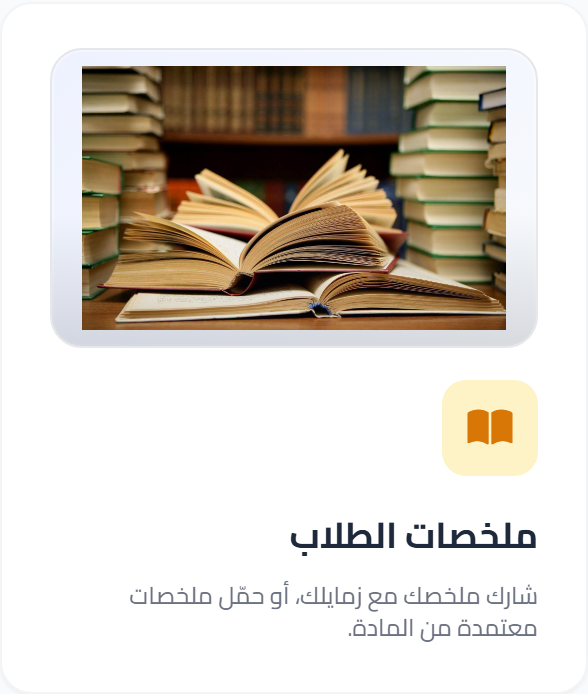 ملخصات الطلاب
شارك ملخصك مع زمايلك، أو حمّل ملخصات
معتمدة من المادة.